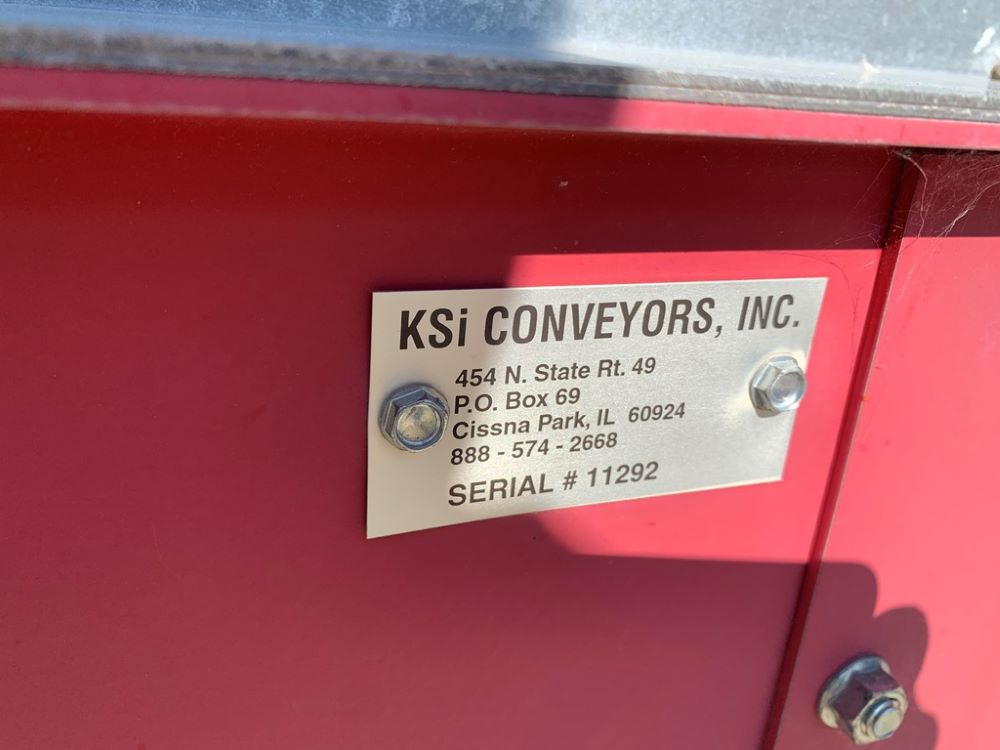 KSi CONVEYORS, INC.
454 N. State Rt. 49
P.O. Box 69
Cissna Park, IL 60924
888 - 574 - 2668
SERIAL # 11292